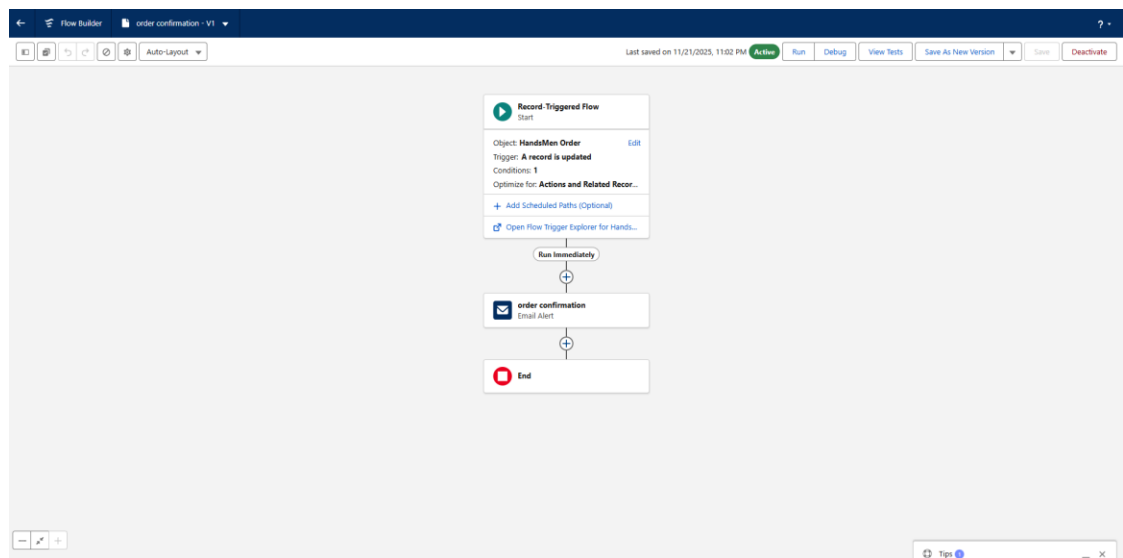 Flow Builder
order confirmation - V1
?
Auto-Layout
Last saved on 11/21/2025, 11:02 PM
Active
Run
Debug
View Tests
Save As New Version
Save
Deactivate
Record-Triggered Flow
Start
Object: HandsMen Order
Edit
Trigger: A record is updated
Conditions: 1
Optimize for: Actions and Related Recor...
+ Add Scheduled Paths (Optional)
Open Flow Trigger Explorer for Hands...
Run Immediately
order confirmation
Email Alert
End
Tips